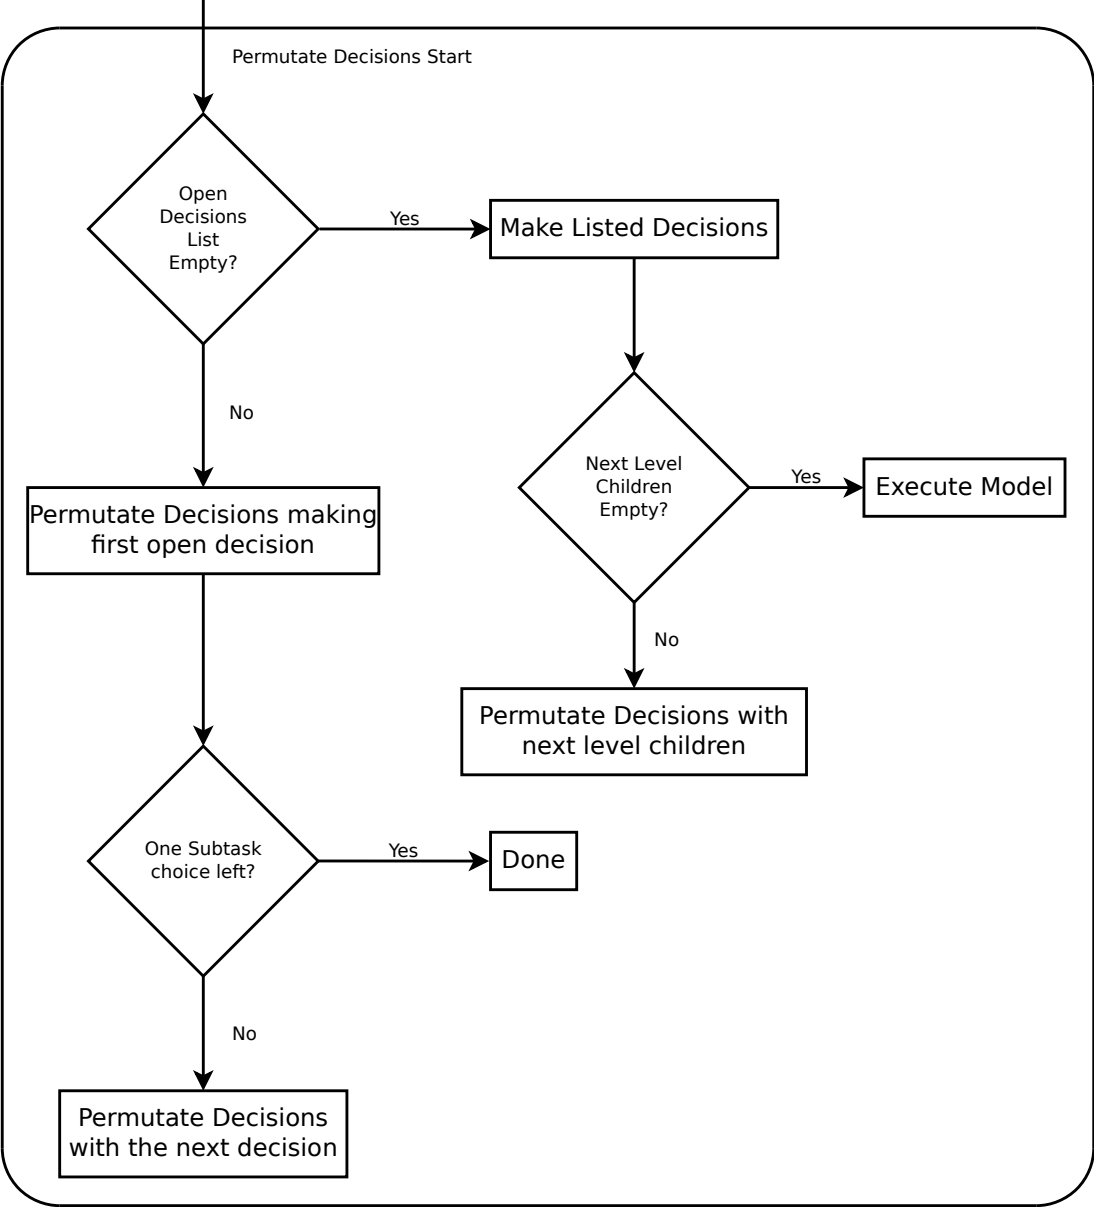 Permutate Decisions Start
Open
Decisions
List
Empty?
Yes
Make Listed Decisions
No
Next Level
Children
Empty?
Yes
Execute Model
Permutate Decisions making
first open decision
No
Permutate Decisions with
next level children
One Subtask
choice left?
Yes
Done
No
Permutate Decisions
with the next decision